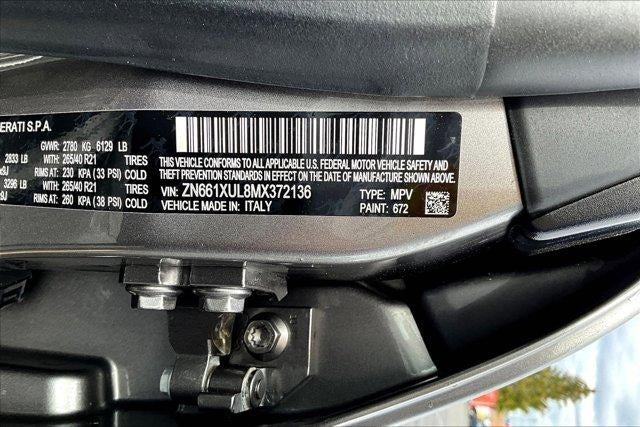 ERATI S.P.A.
GVWR: 2780 KG 6129 LB
2833 LB WITH: 265/40 R21 TIRES
RIMS AT: 230 KPA (33 PSI) COLD
3296 LB WITH: 265/40 R21 TIRES
RIMS AT: 260 KPA (38 PSI) COLD
THIS VEHICLE CONFORMS TO ALL APPLICABLE
U.S. FEDERAL MOTOR VEHICLE SAFETY AND
THEFT PREVENTION STANDARDS IN EFFECT ON
THE DATE OF MANUFACTURE SHOWN ABOVE.
VIN: ZN661XUL8MX372136 TYPE: MPV
VEHICLE MADE IN: ITALY PAINT: 672